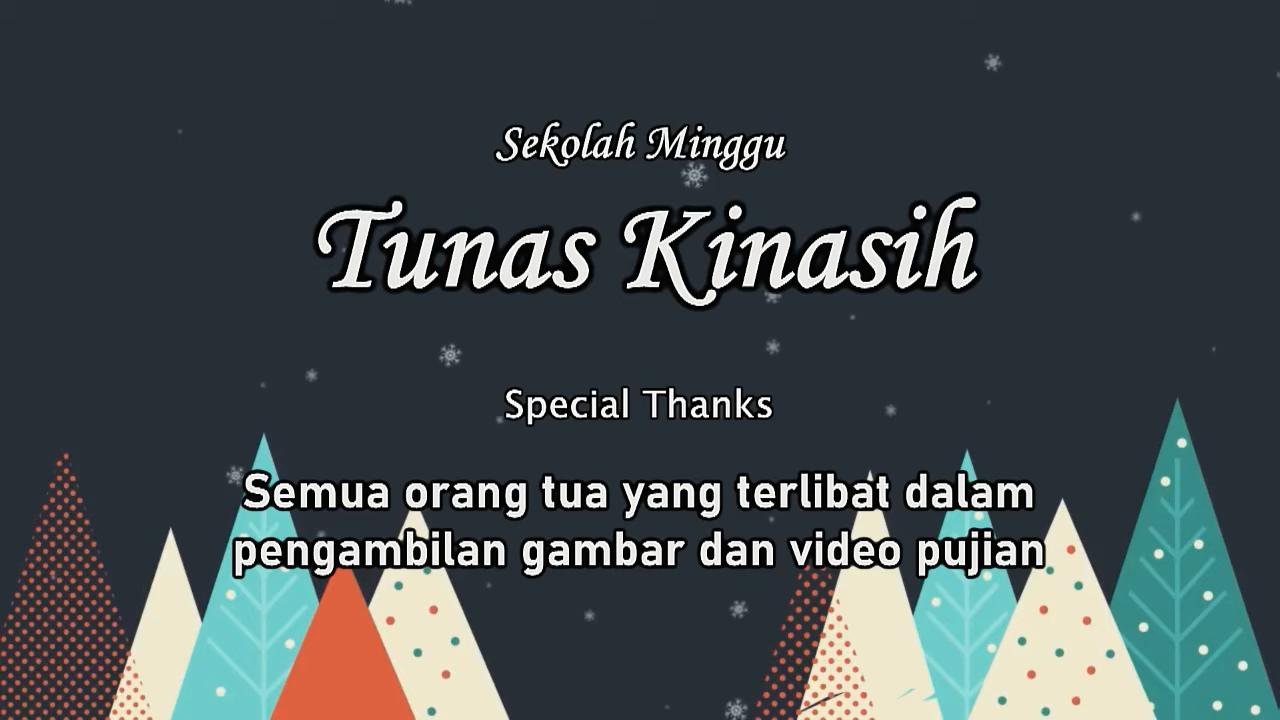 Sekolah Minggu
Tunas Kinasih
Special Thanks
Semua orang tua yang terlibat dalam
pengambilan gambar dan video pujian